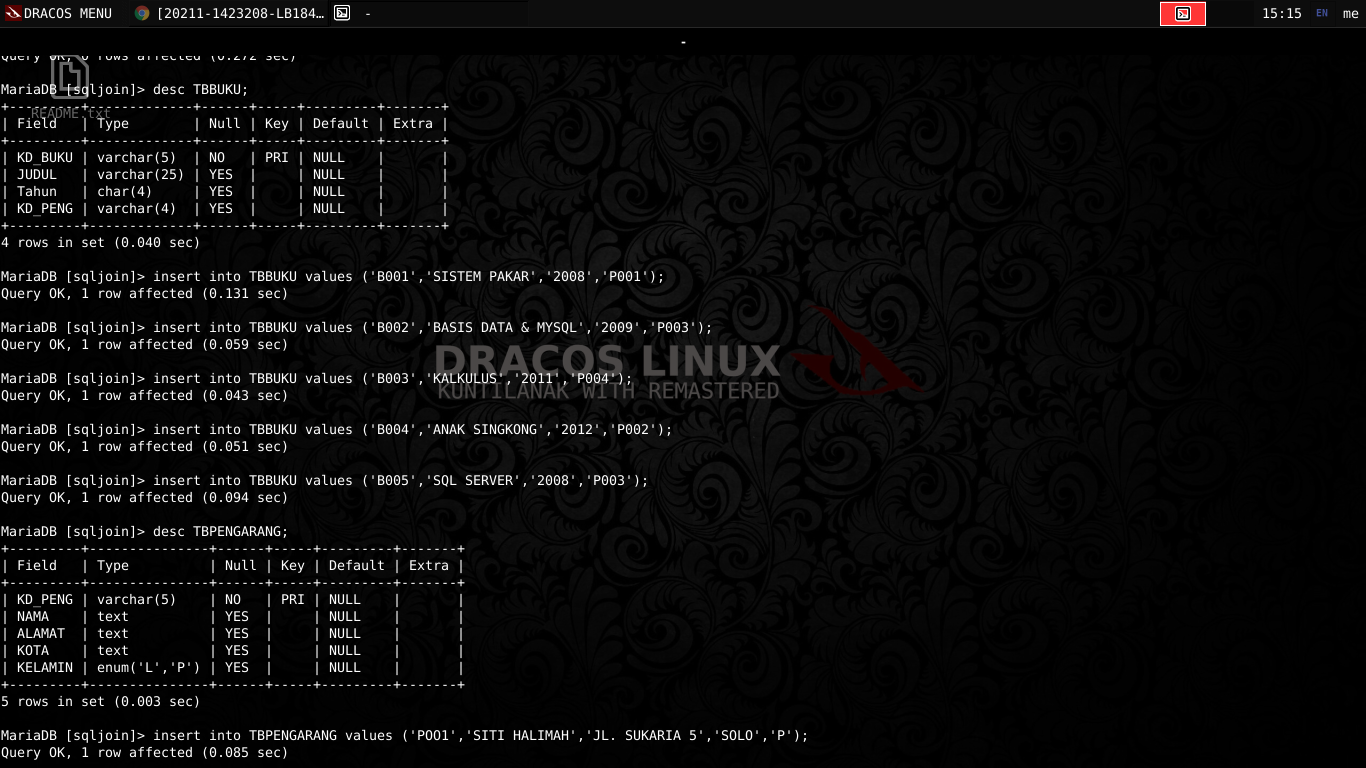 DRACOS MENU [20211-1423208-LB184… - 15:15 EN me
-
Query OK, 0 rows affected (0.272 sec)
README.txt
MariaDB [sqljoin]> desc TBBUKU;
+---------+-------------+------+-----+---------+-------+
| Field   | Type        | Null | Key | Default | Extra |
+---------+-------------+------+-----+---------+-------+
| KD_BUKU | varchar(5)  | NO   | PRI | NULL    |       |
| JUDUL   | varchar(25) | YES  |     | NULL    |       |
| Tahun   | char(4)     | YES  |     | NULL    |       |
| KD_PENG | varchar(4)  | YES  |     | NULL    |       |
+---------+-------------+------+-----+---------+-------+
4 rows in set (0.040 sec)
MariaDB [sqljoin]> insert into TBBUKU values ('B001','SISTEM PAKAR','2008','P001');
Query OK, 1 row affected (0.131 sec)
MariaDB [sqljoin]> insert into TBBUKU values ('B002','BASIS DATA & MYSQL','2009','P003');
Query OK, 1 row affected (0.059 sec)
DRACOS LINUX
KUNTILANAK WITH REMASTERED
MariaDB [sqljoin]> insert into TBBUKU values ('B003','KALKULUS','2011','P004');
Query OK, 1 row affected (0.043 sec)
MariaDB [sqljoin]> insert into TBBUKU values ('B004','ANAK SINGKONG','2012','P002');
Query OK, 1 row affected (0.051 sec)
MariaDB [sqljoin]> insert into TBBUKU values ('B005','SQL SERVER','2008','P003');
Query OK, 1 row affected (0.094 sec)
MariaDB [sqljoin]> desc TBPENGARANG;
+---------+---------------+------+-----+---------+-------+
| Field   | Type          | Null | Key | Default | Extra |
+---------+---------------+------+-----+---------+-------+
| KD_PENG | varchar(5)    | NO   | PRI | NULL    |       |
| NAMA    | text          | YES  |     | NULL    |       |
| ALAMAT  | text          | YES  |     | NULL    |       |
| KOTA    | text          | YES  |     | NULL    |       |
| KELAMIN | enum('L','P') | YES  |     | NULL    |       |
+---------+---------------+------+-----+---------+-------+
5 rows in set (0.003 sec)
MariaDB [sqljoin]> insert into TBPENGARANG values ('POO1','SITI HALIMAH','JL. SUKARIA 5','SOLO','P');
Query OK, 1 row affected (0.085 sec)